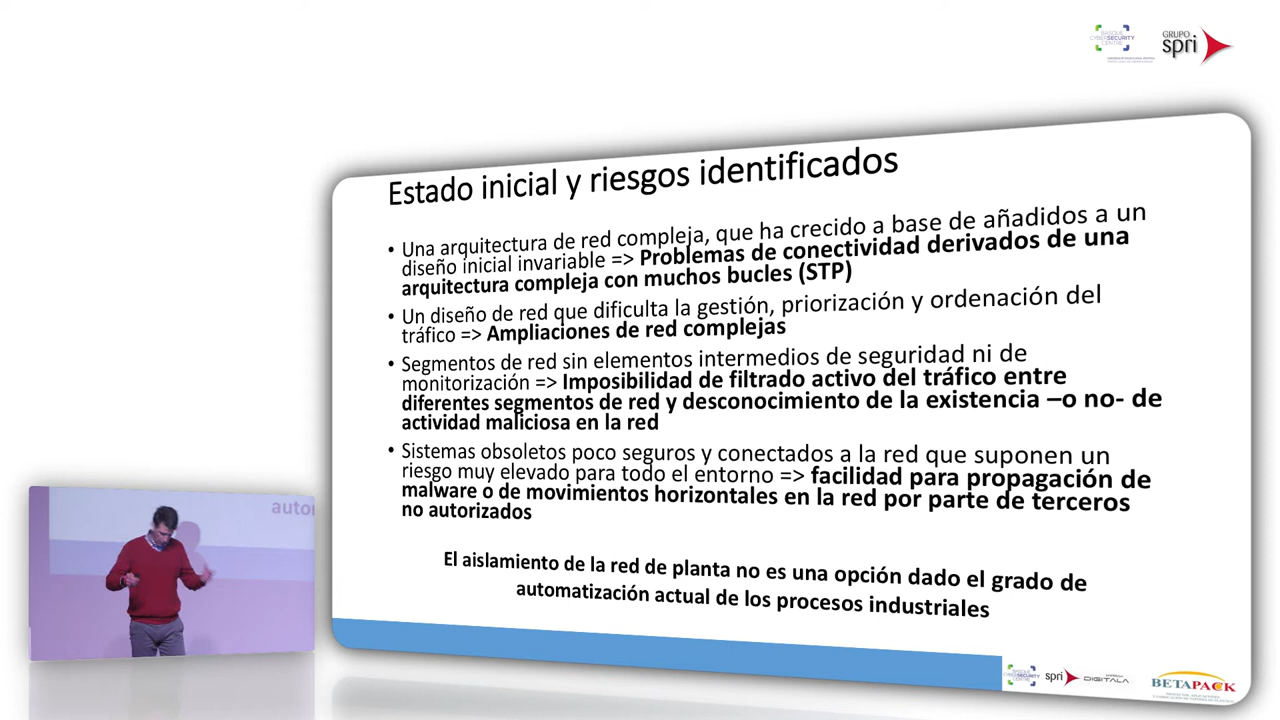 BASQUE
CYBERSECURITY
CENTRE
GRUPO
spri
Estado inicial y riesgos identificados
• Una arquitectura de red compleja, que ha crecido a base de añadidos a un
diseño inicial invariable => Problemas de conectividad derivados de una
arquitectura compleja con muchos bucles (STP)
• Un diseño de red que dificulta la gestión, priorización y ordenación del
tráfico => Ampliaciones de red complejas
• Segmentos de red sin elementos intermedios de seguridad ni de
monitorización => Imposibilidad de filtrado activo del tráfico entre
diferentes segmentos de red y desconocimiento de la existencia –o no- de
actividad maliciosa en la red
• Sistemas obsoletos poco seguros y conectados a la red que suponen un
riesgo muy elevado para todo el entorno => facilidad para propagación de
malware o de movimientos horizontales en la red por parte de terceros
no autorizados
El aislamiento de la red de planta no es una opción dado el grado de
automatización actual de los procesos industriales
auto
spri
DIGITALA
BETAPACK